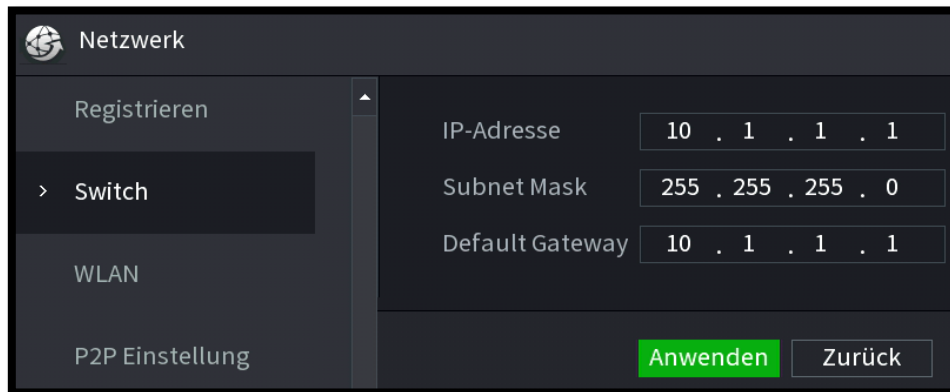 Netzwerk
Registrieren
Switch
WLAN
P2P Einstellung
IP-Adresse 10 . 1 . 1 . 1
Subnet Mask 255 . 255 . 255 . 0
Default Gateway 10 . 1 . 1 . 1
Anwenden Zurück